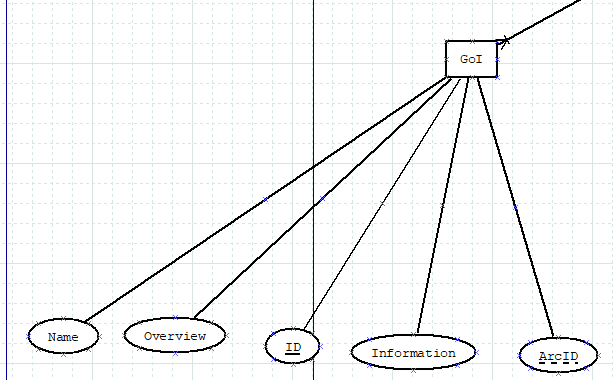 GoI
Name
Overview
ID
Information
ArcID